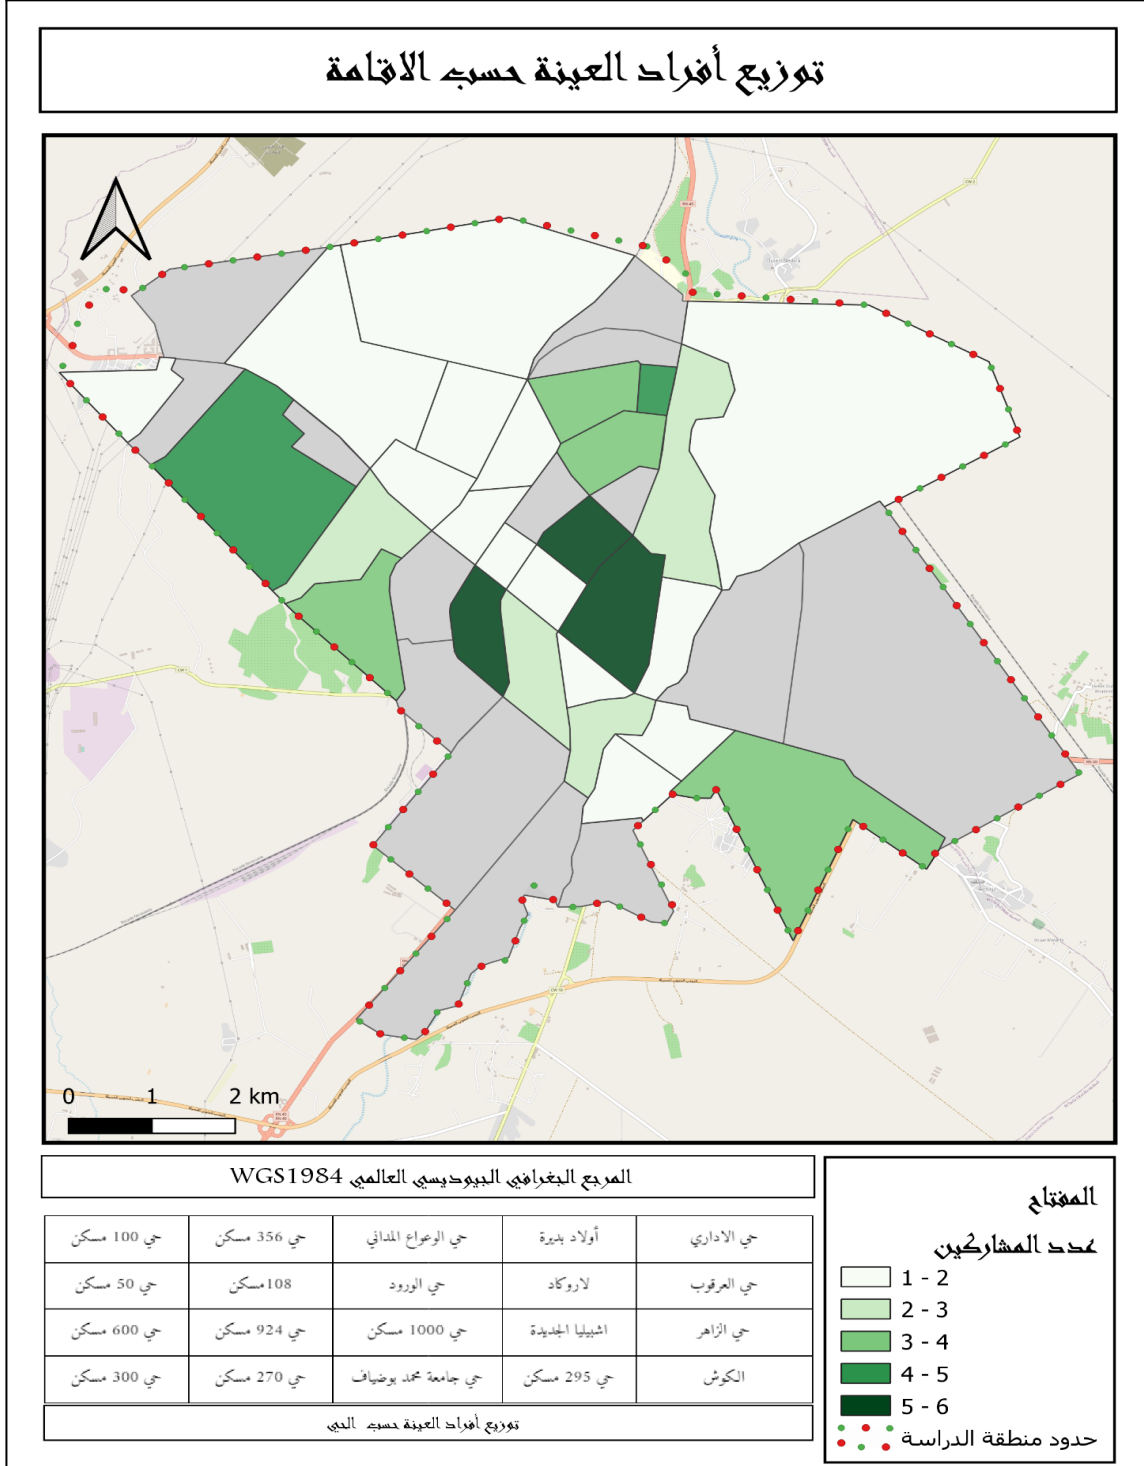 توزيع أفراد العينة حسب الاقامة
0 1 2 km
المرجع الجغرافي الجيوديسي العالمي WGS1984
حي الاداري أولاد بديرة حي الوعواع المداني حي 356 مسكن حي 100 مسكن
حي العرقوب لاروكاد حي الورود 108مسكن حي 50 مسكن
حي الزاهر اشبيليا الجديدة حي 1000 مسكن حي 924 مسكن حي 600 مسكن
الكوش حي 295 مسكن حي جامعة محمد بوضياف حي 270 مسكن حي 300 مسكن
توزيع أفراد العينة حسب الحي
المفتاح
عدد المشاركين
1 - 2
2 - 3
3 - 4
4 - 5
5 - 6
حدود منطقة الدراسة